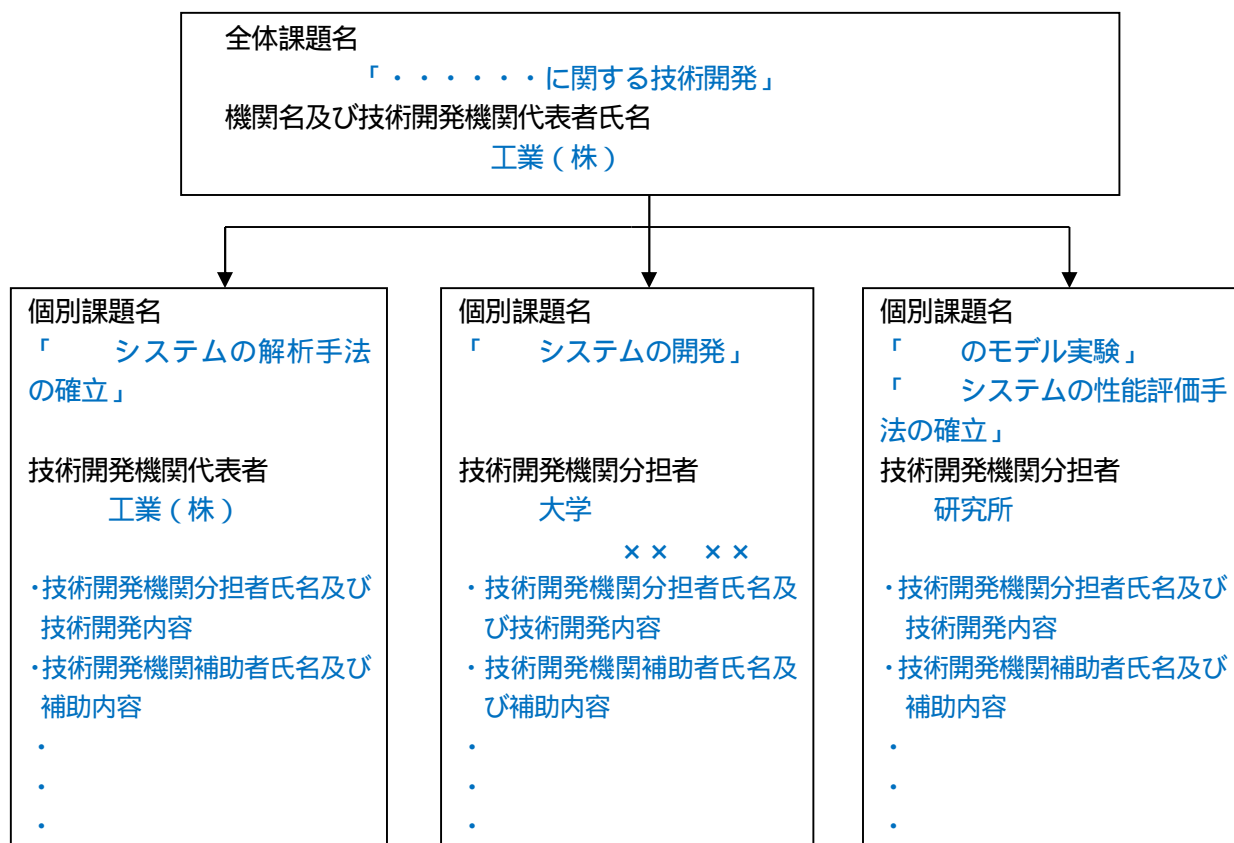 全体課題名
「・・・・・・に関する技術開発」
機関名及び技術開発機関代表者氏名
工業（株）
個別課題名
「　　システムの解析手法
の確立」
技術開発機関代表者
工業（株）
・技術開発機関分担者氏名及び
技術開発内容
・技術開発機関補助者氏名及び
補助内容
・
・
・
個別課題名
「　　システムの開発」
技術開発機関分担者
大学
××　××
・技術開発機関分担者氏名及
び技術開発内容
・技術開発機関補助者氏名及
び補助内容
・
・
・
個別課題名
「　　のモデル実験」
「　　システムの性能評価手
法の確立」
技術開発機関分担者
研究所
・技術開発機関分担者氏名及び
技術開発内容
・技術開発機関補助者氏名及び
補助内容
・
・
・